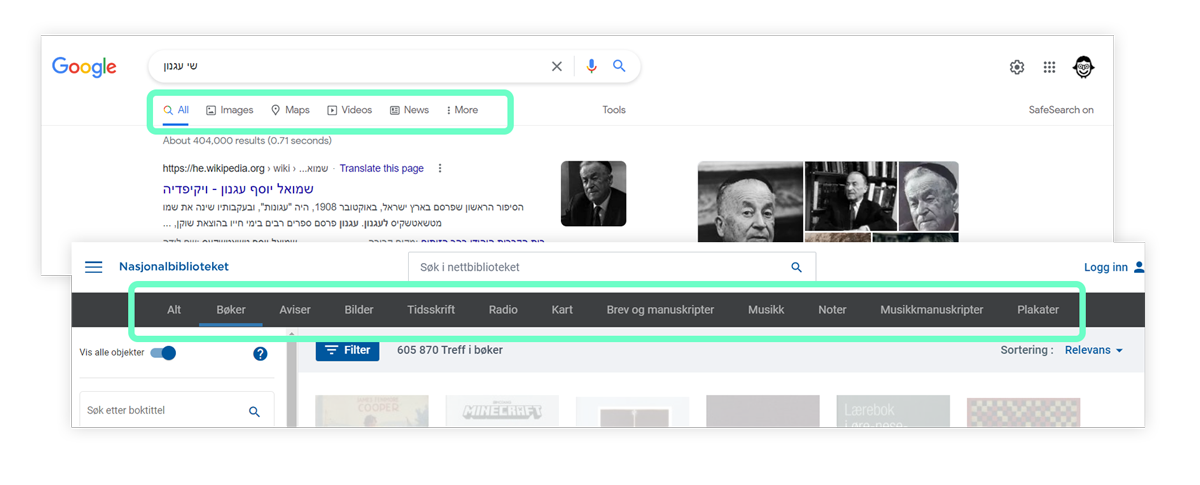 Google
שי עגנון
All Images Maps Videos News More Tools SafeSearch on
About 404,000 results (0.71 seconds)
https://he.wikipedia.org › wiki › ...שמוא · Translate this page
שמואל יוסף עגנון - ויקיפדיה
הסיפור הראשון שפרסם בארץ ישראל, באוקטובר 1908, היה "עגונות", ובעקבותיו שינה את שמו
מטשאטשקיס לעגנון. עגנון פרסם ספרים רבים בימי חייו בהוצאת שוקן, ...
Nasjonalbiblioteket
Søk i nettbiblioteket
Logg inn
Alt Bøker Aviser Bilder Tidsskrift Radio Kart Brev og manuskripter Musikk Noter Musikkmanuskripter Plakater
Vis alle objekter
Filter 605 870 Treff i bøker Sortering : Relevans
Søk etter boktittel
COOPER
MINECRAFT
Lærebok